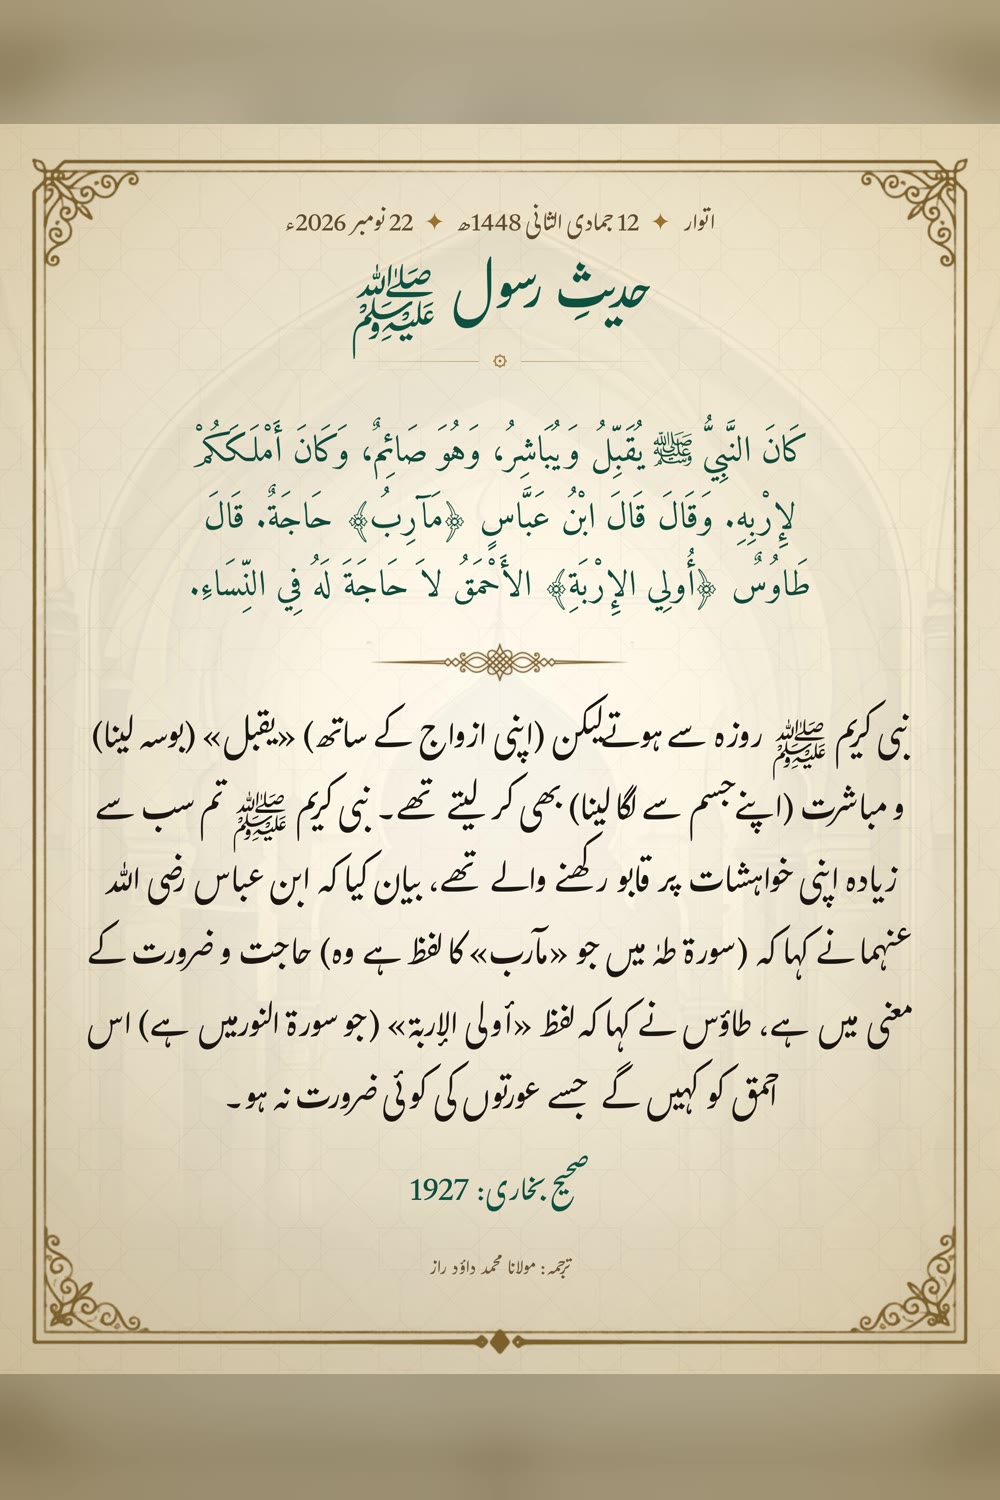 اتوار ✦ 12 جمادی الثانی 1448ھ ✦ 22 نومبر 2026ء
حدیثِ رسول ﷺ
كَانَ النَّبِيُّ ﷺ يُقَبِّلُ وَيُبَاشِرُ، وَهُوَ صَائِمٌ، وَكَانَ أَمْلَكَكُمْ
لإِرْبِهِ. وَقَالَ قَالَ ابْنُ عَبَّاسٍ ﴿مَآرِبُ﴾ حَاجَةٌ. قَالَ
طَاوُسٌ ﴿أُولِي الإِرْبَةِ﴾ الأَحْمَقُ لاَ حَاجَةَ لَهُ فِي النِّسَاءِ.
نبی کریم ﷺ روزہ سے ہوتے لیکن (اپنی ازواج کے ساتھ) «يقبل» (بوسہ لینا)
و مباشرت (اپنے جسم سے لگا لینا) بھی کر لیتے تھے۔ نبی کریم ﷺ تم سب سے
زیادہ اپنی خواہشات پر قابو رکھنے والے تھے، بیان کیا کہ ابن عباس رضی اللہ
عنہما نے کہا کہ (سورۃ طہٰ میں جو «مآرب» کا لفظ ہے وہ) حاجت و ضرورت کے
معنی میں ہے، طاؤس نے کہا کہ لفظ «أولی الإربة» (جو سورۃ النور میں ہے) اس
احمق کو کہیں گے جسے عورتوں کی کوئی ضرورت نہ ہو۔
صحیح بخاری: 1927
ترجمہ: مولانا محمد داؤد راز